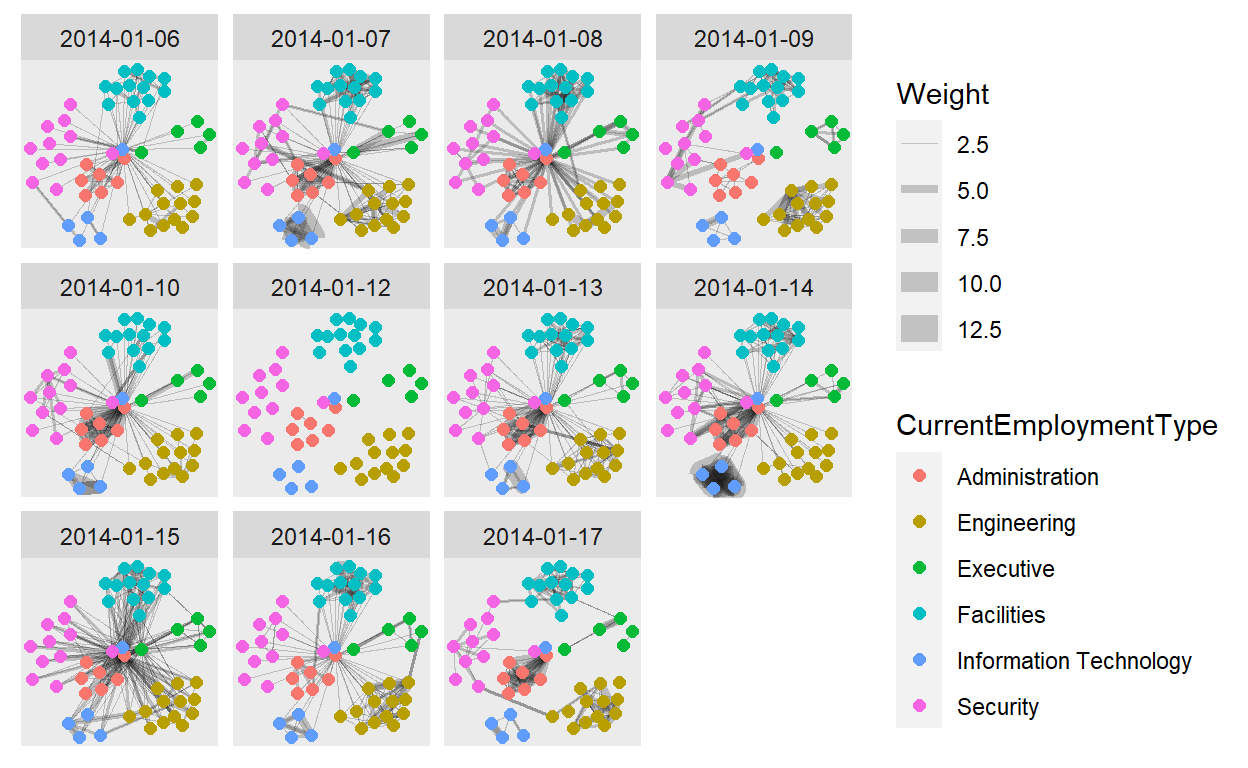 2014-01-06
2014-01-07
2014-01-08
2014-01-09
2014-01-10
2014-01-12
2014-01-13
2014-01-14
2014-01-15
2014-01-16
2014-01-17
Weight
2.5
5.0
7.5
10.0
12.5
CurrentEmploymentType
Administration
Engineering
Executive
Facilities
Information Technology
Security